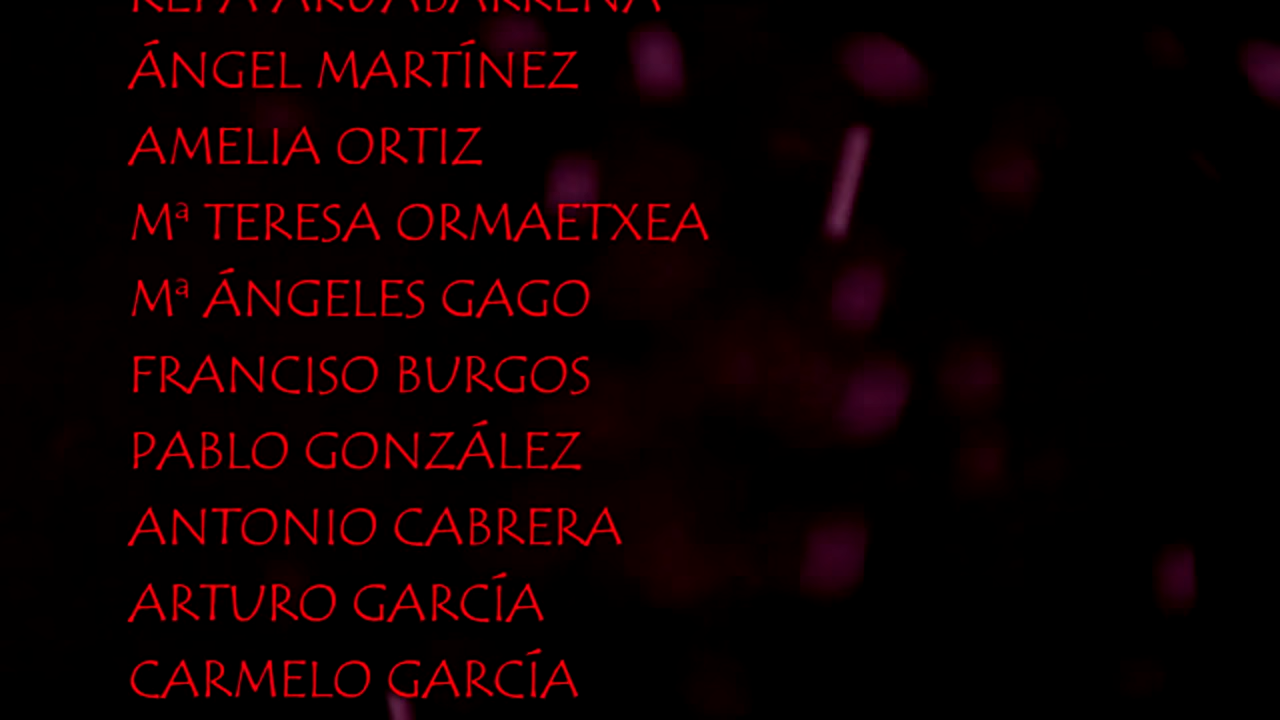 ÁNGEL MARTÍNEZ
AMELIA ORTIZ
Mª TERESA ORMAETXEA
Mª ÁNGELES GAGO
FRANCISO BURGOS
PABLO GONZÁLEZ
ANTONIO CABRERA
ARTURO GARCÍA
CARMELO GARCÍA